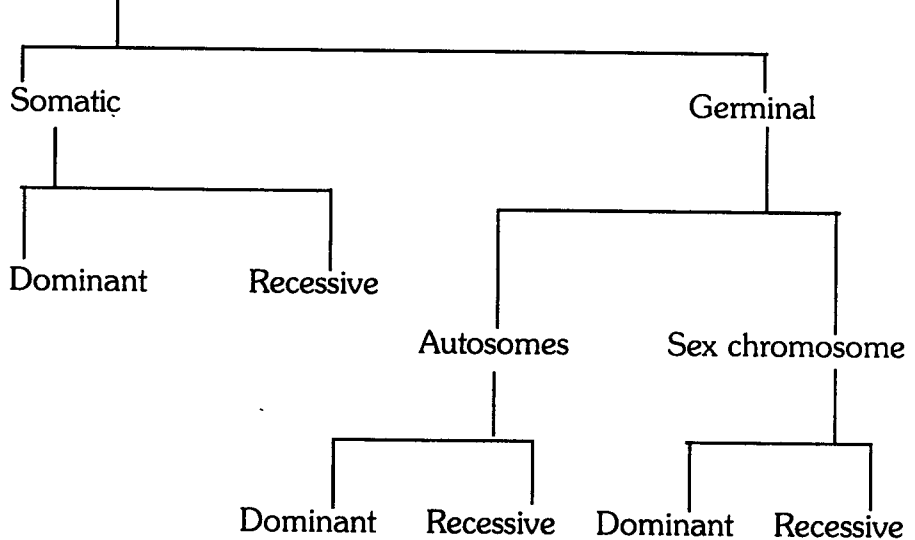 Somatic
Germinal
Dominant Recessive
Autosomes Sex chromosome
Dominant Recessive Dominant Recessive